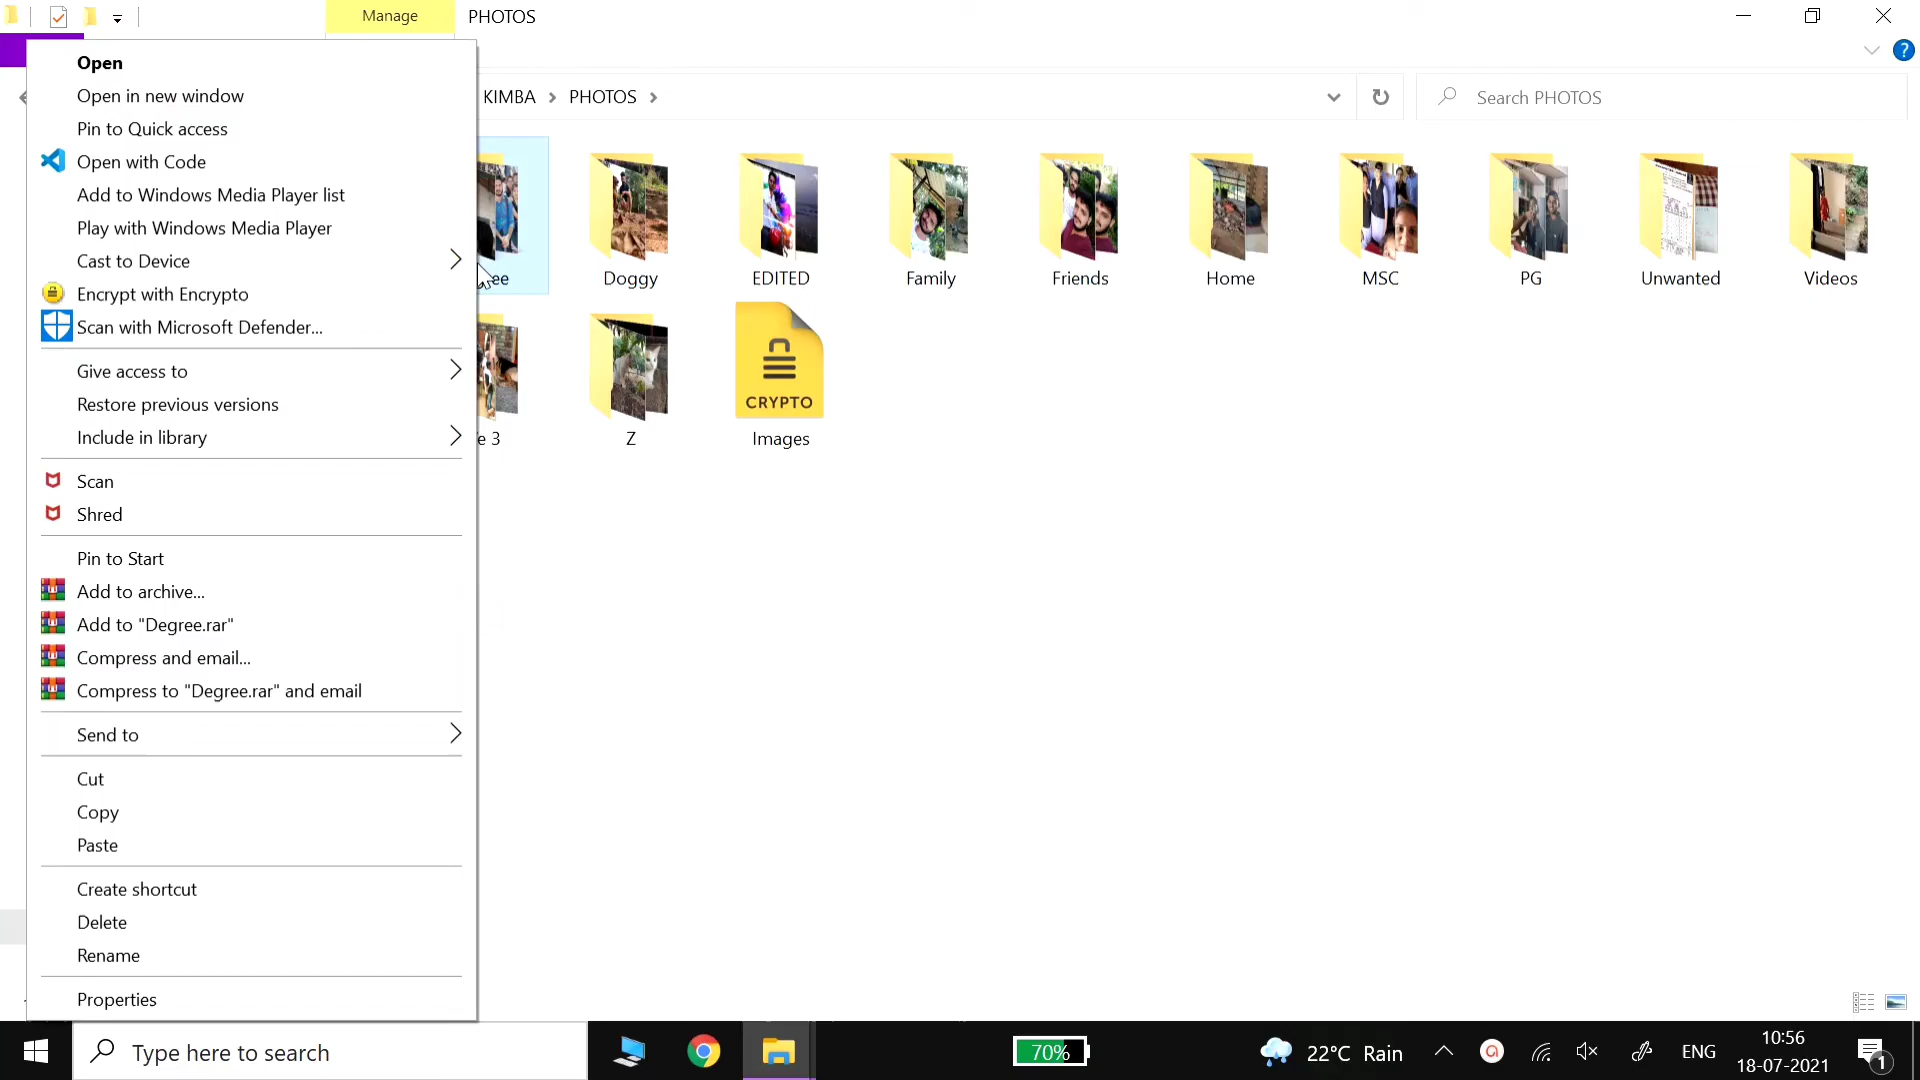 Manage
PHOTOS
KIMBA > PHOTOS >
Search PHOTOS
?
Open
Open in new window
Pin to Quick access
Open with Code
Add to Windows Media Player list
Play with Windows Media Player
Cast to Device
Encrypt with Encrypto
Scan with Microsoft Defender...
Give access to
Restore previous versions
Include in library
Scan
Shred
Pin to Start
Add to archive...
Add to "Degree.rar"
Compress and email...
Compress to "Degree.rar" and email
Send to
Cut
Copy
Paste
Create shortcut
Delete
Rename
Properties
ee
Doggy
EDITED
Family
Friends
Home
MSC
PG
Unwanted
Videos
e 3
Z
CRYPTO
Images
Type here to search
70%
22°C Rain
ENG
10:56
18-07-2021
1